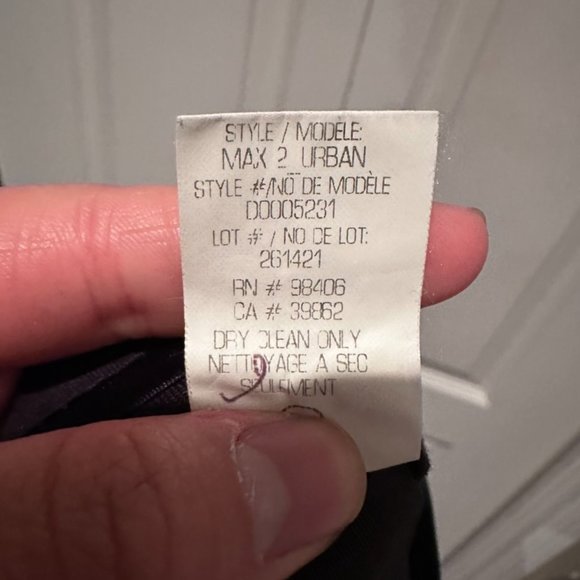 STYLE / MODELE:
MAX 2 URBAN
STYLE #/NO DE MODÈLE
D0005231
LOT # / NO DE LOT:
261421
RN # 98406
CA # 39862
DRY CLEAN ONLY
NETTOYAGE A SEC
SEULEMENT